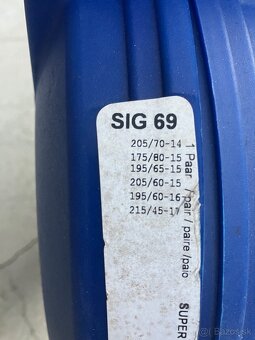 SIG 69
205/70-14
175/80-15
195/65-15
205/60-15
195/60-16
215/45-17
1 Paar / pair / paire /paio
SUPER